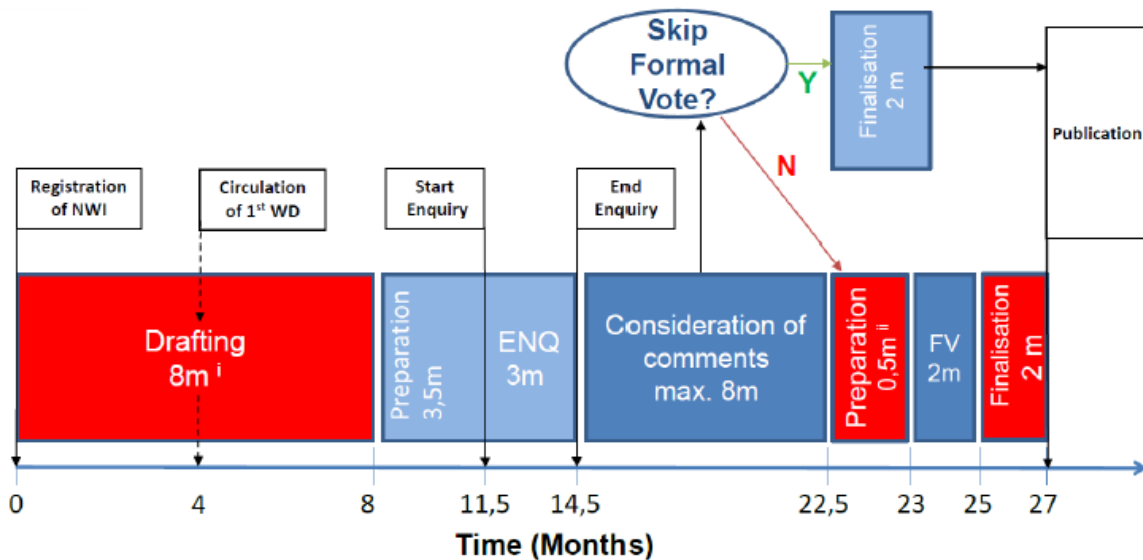 Skip
Formal
Vote?
Y
N
Finalisation
2 m
Publication
Registration
of NWI
Circulation
of 1st WD
Start
Enquiry
End
Enquiry
Drafting
8m i
Preparation
3,5m
ENQ
3m
Consideration of
comments
max. 8m
Preparation
0,5m ii
FV
2m
Finalisation
2 m
0
4
8
11,5
14,5
22,5
23
25
27
Time (Months)